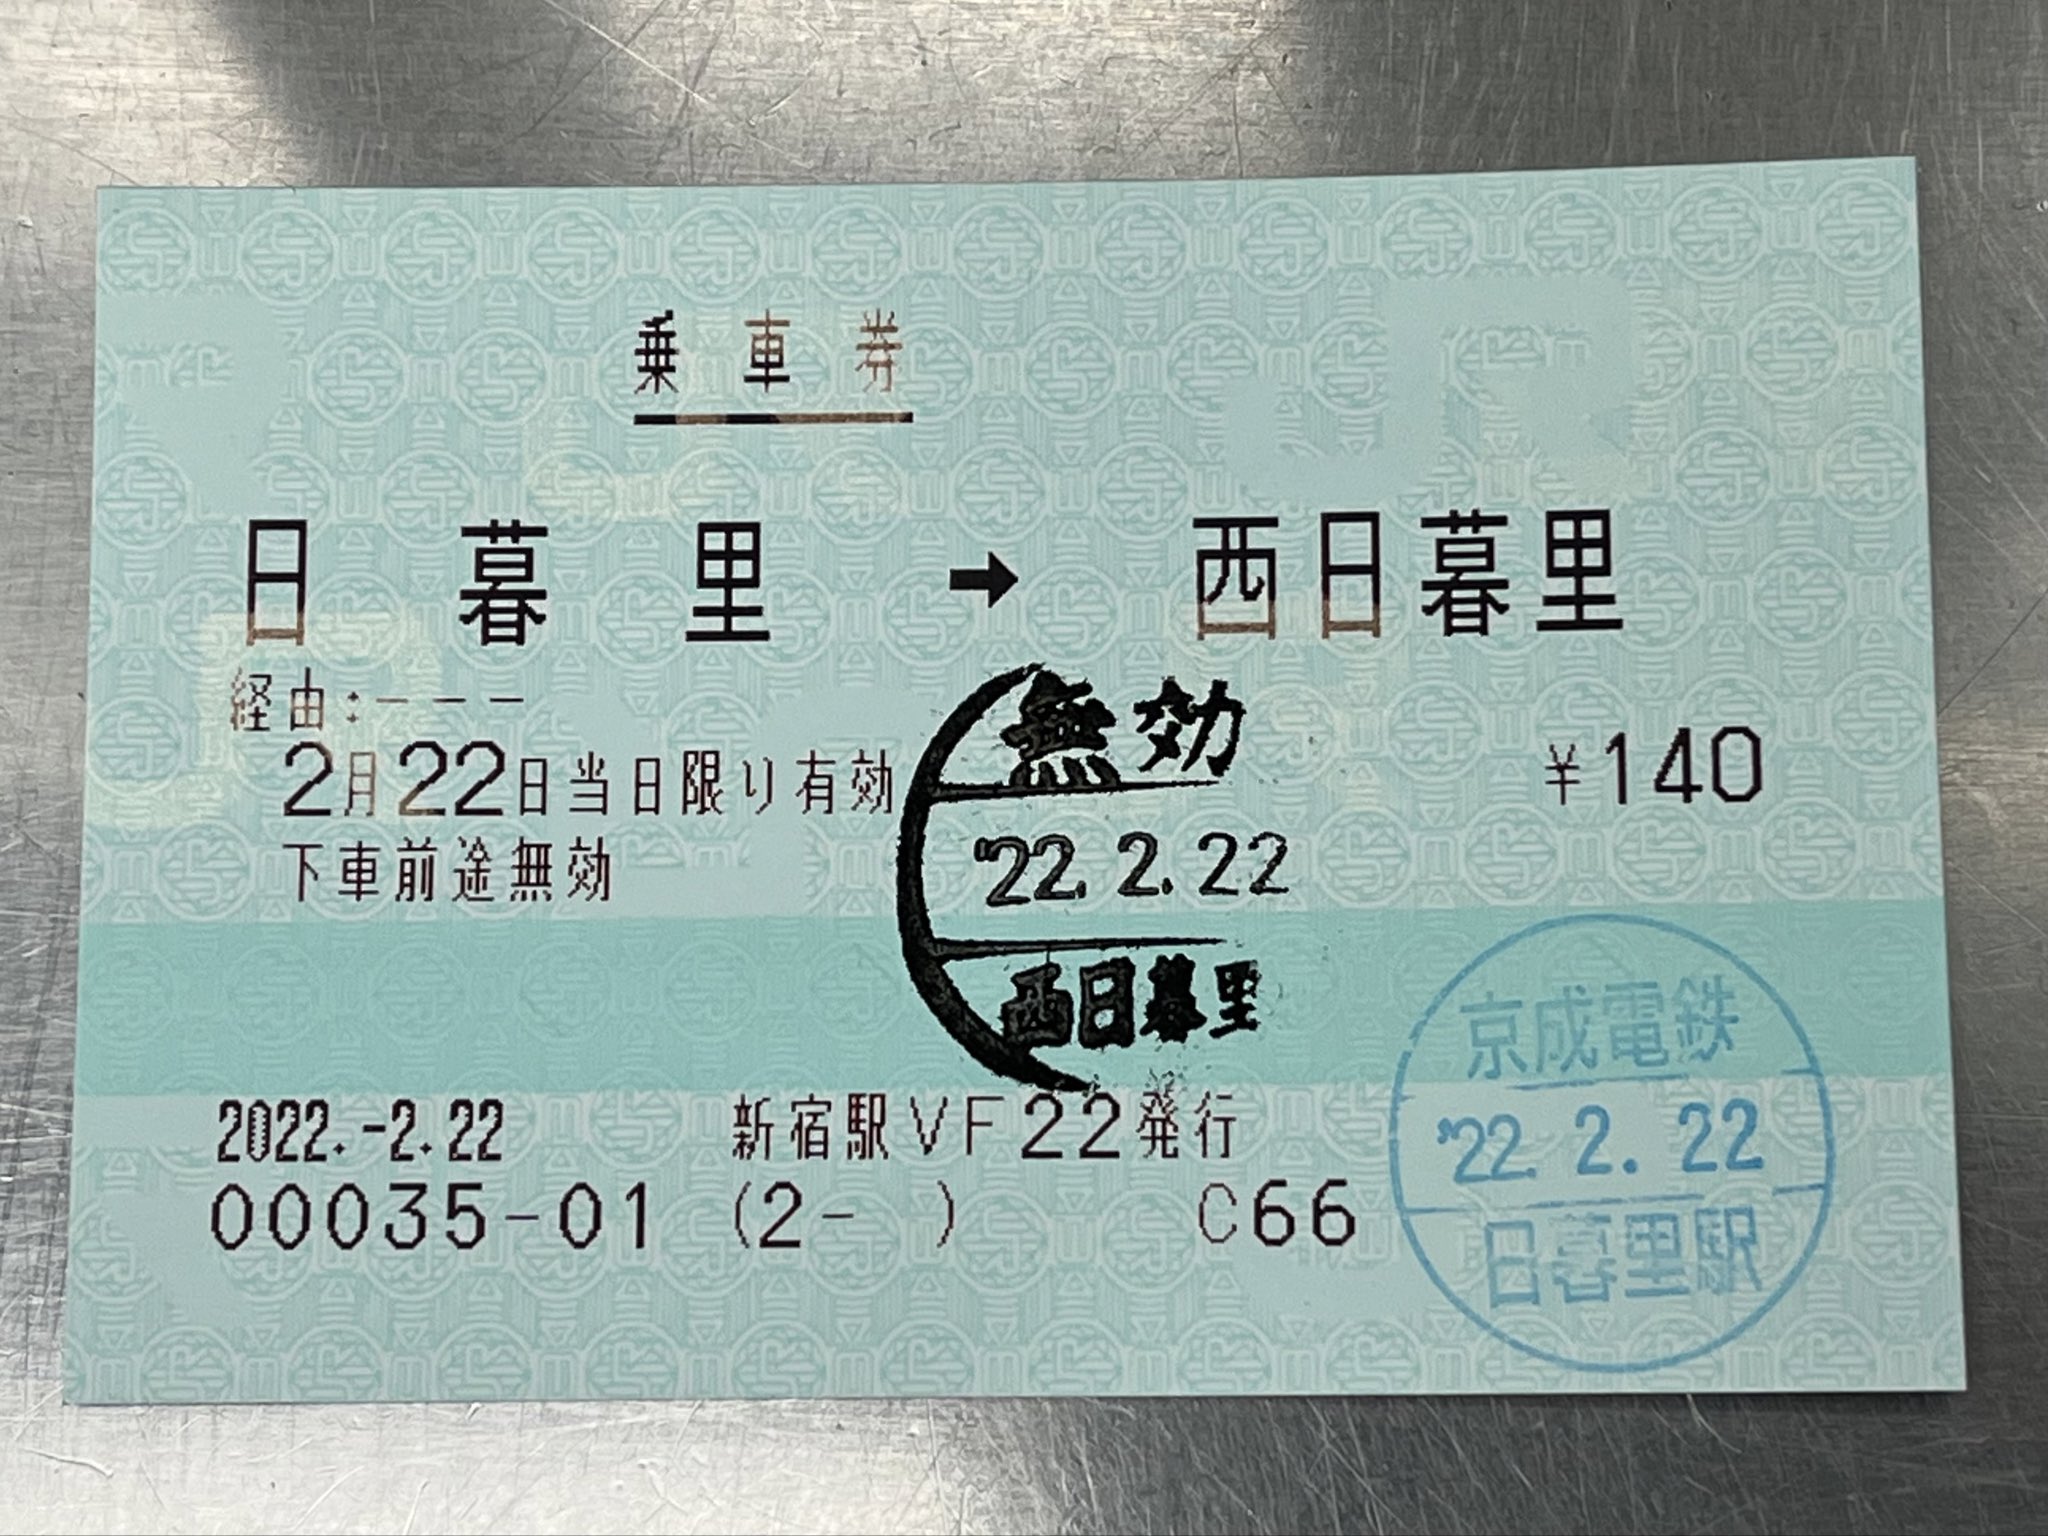 乗車券
日暮里 → 西日暮里
経由:---
¥140
2月22日当日限り有効
下車前途無効
無効
'22.2.22
西日暮里
京成電鉄
'22.2.22
日暮里駅
2022.-2.22 新宿駅VF22発行
00035-01 (2- ) C66